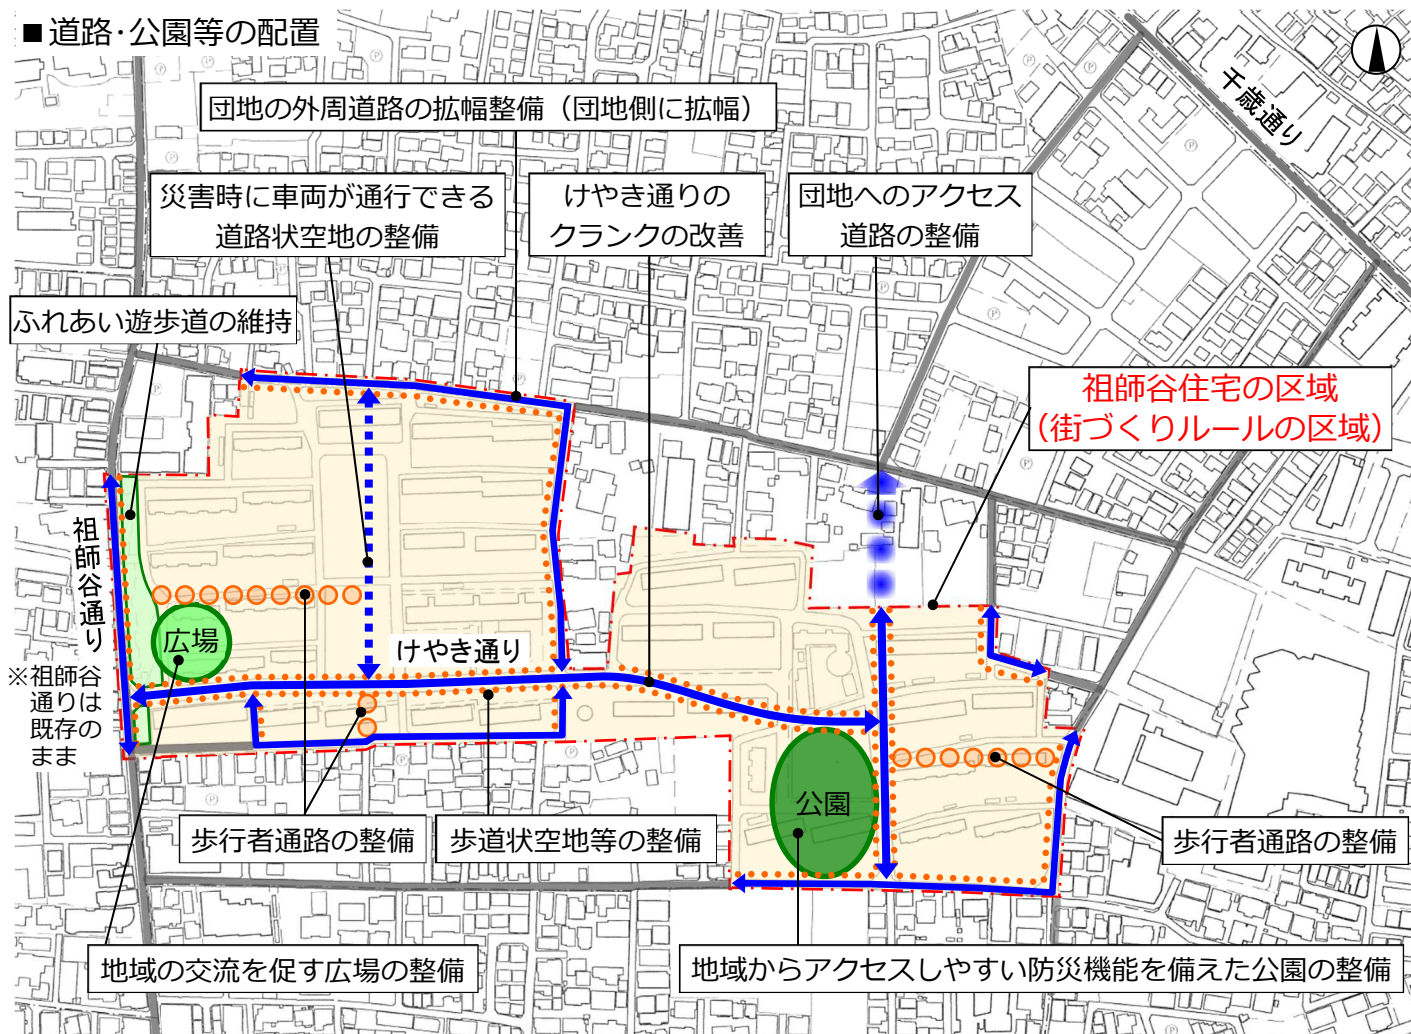 ■道路・公園等の配置
千歳通り
団地の外周道路の拡幅整備（団地側に拡幅）
災害時に車両が通行できる
道路状空地の整備
けやき通りの
クランクの改善
団地へのアクセス
道路の整備
ふれあい遊歩道の維持
祖師谷住宅の区域
（街づくりルールの区域）
祖師谷通り
広場
けやき通り
※祖師谷
通りは
既存の
まま
公園
歩行者通路の整備
歩道状空地等の整備
歩行者通路の整備
地域の交流を促す広場の整備
地域からアクセスしやすい防災機能を備えた公園の整備